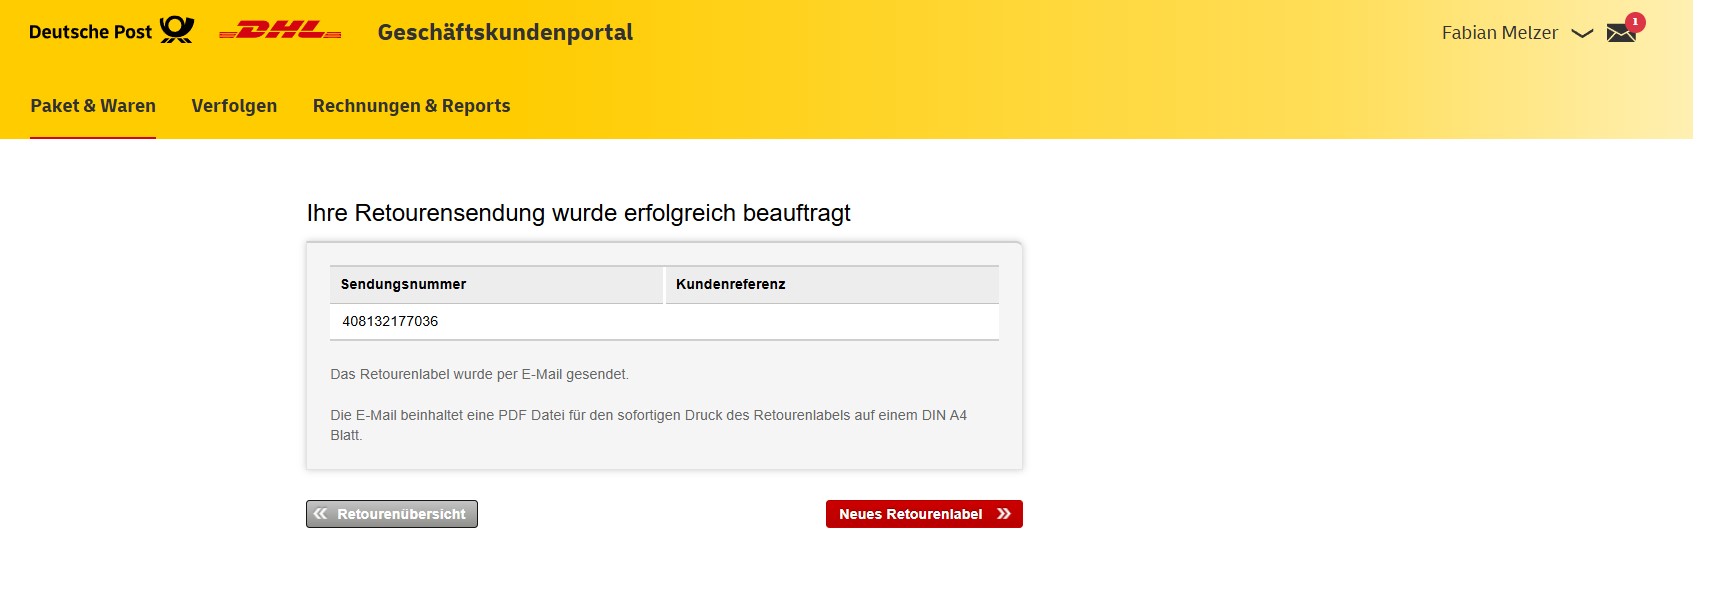 Deutsche Post DHL Geschäftskundenportal Fabian Melzer 1
Paket & Waren Verfolgen Rechnungen & Reports
Ihre Retourensendung wurde erfolgreich beauftragt
Sendungsnummer Kundenreferenz
408132177036
Das Retourenlabel wurde per E-Mail gesendet.
Die E-Mail beinhaltet eine PDF Datei für den sofortigen Druck des Retourenlabels auf einem DIN A4
Blatt.
Retourenübersicht Neues Retourenlabel